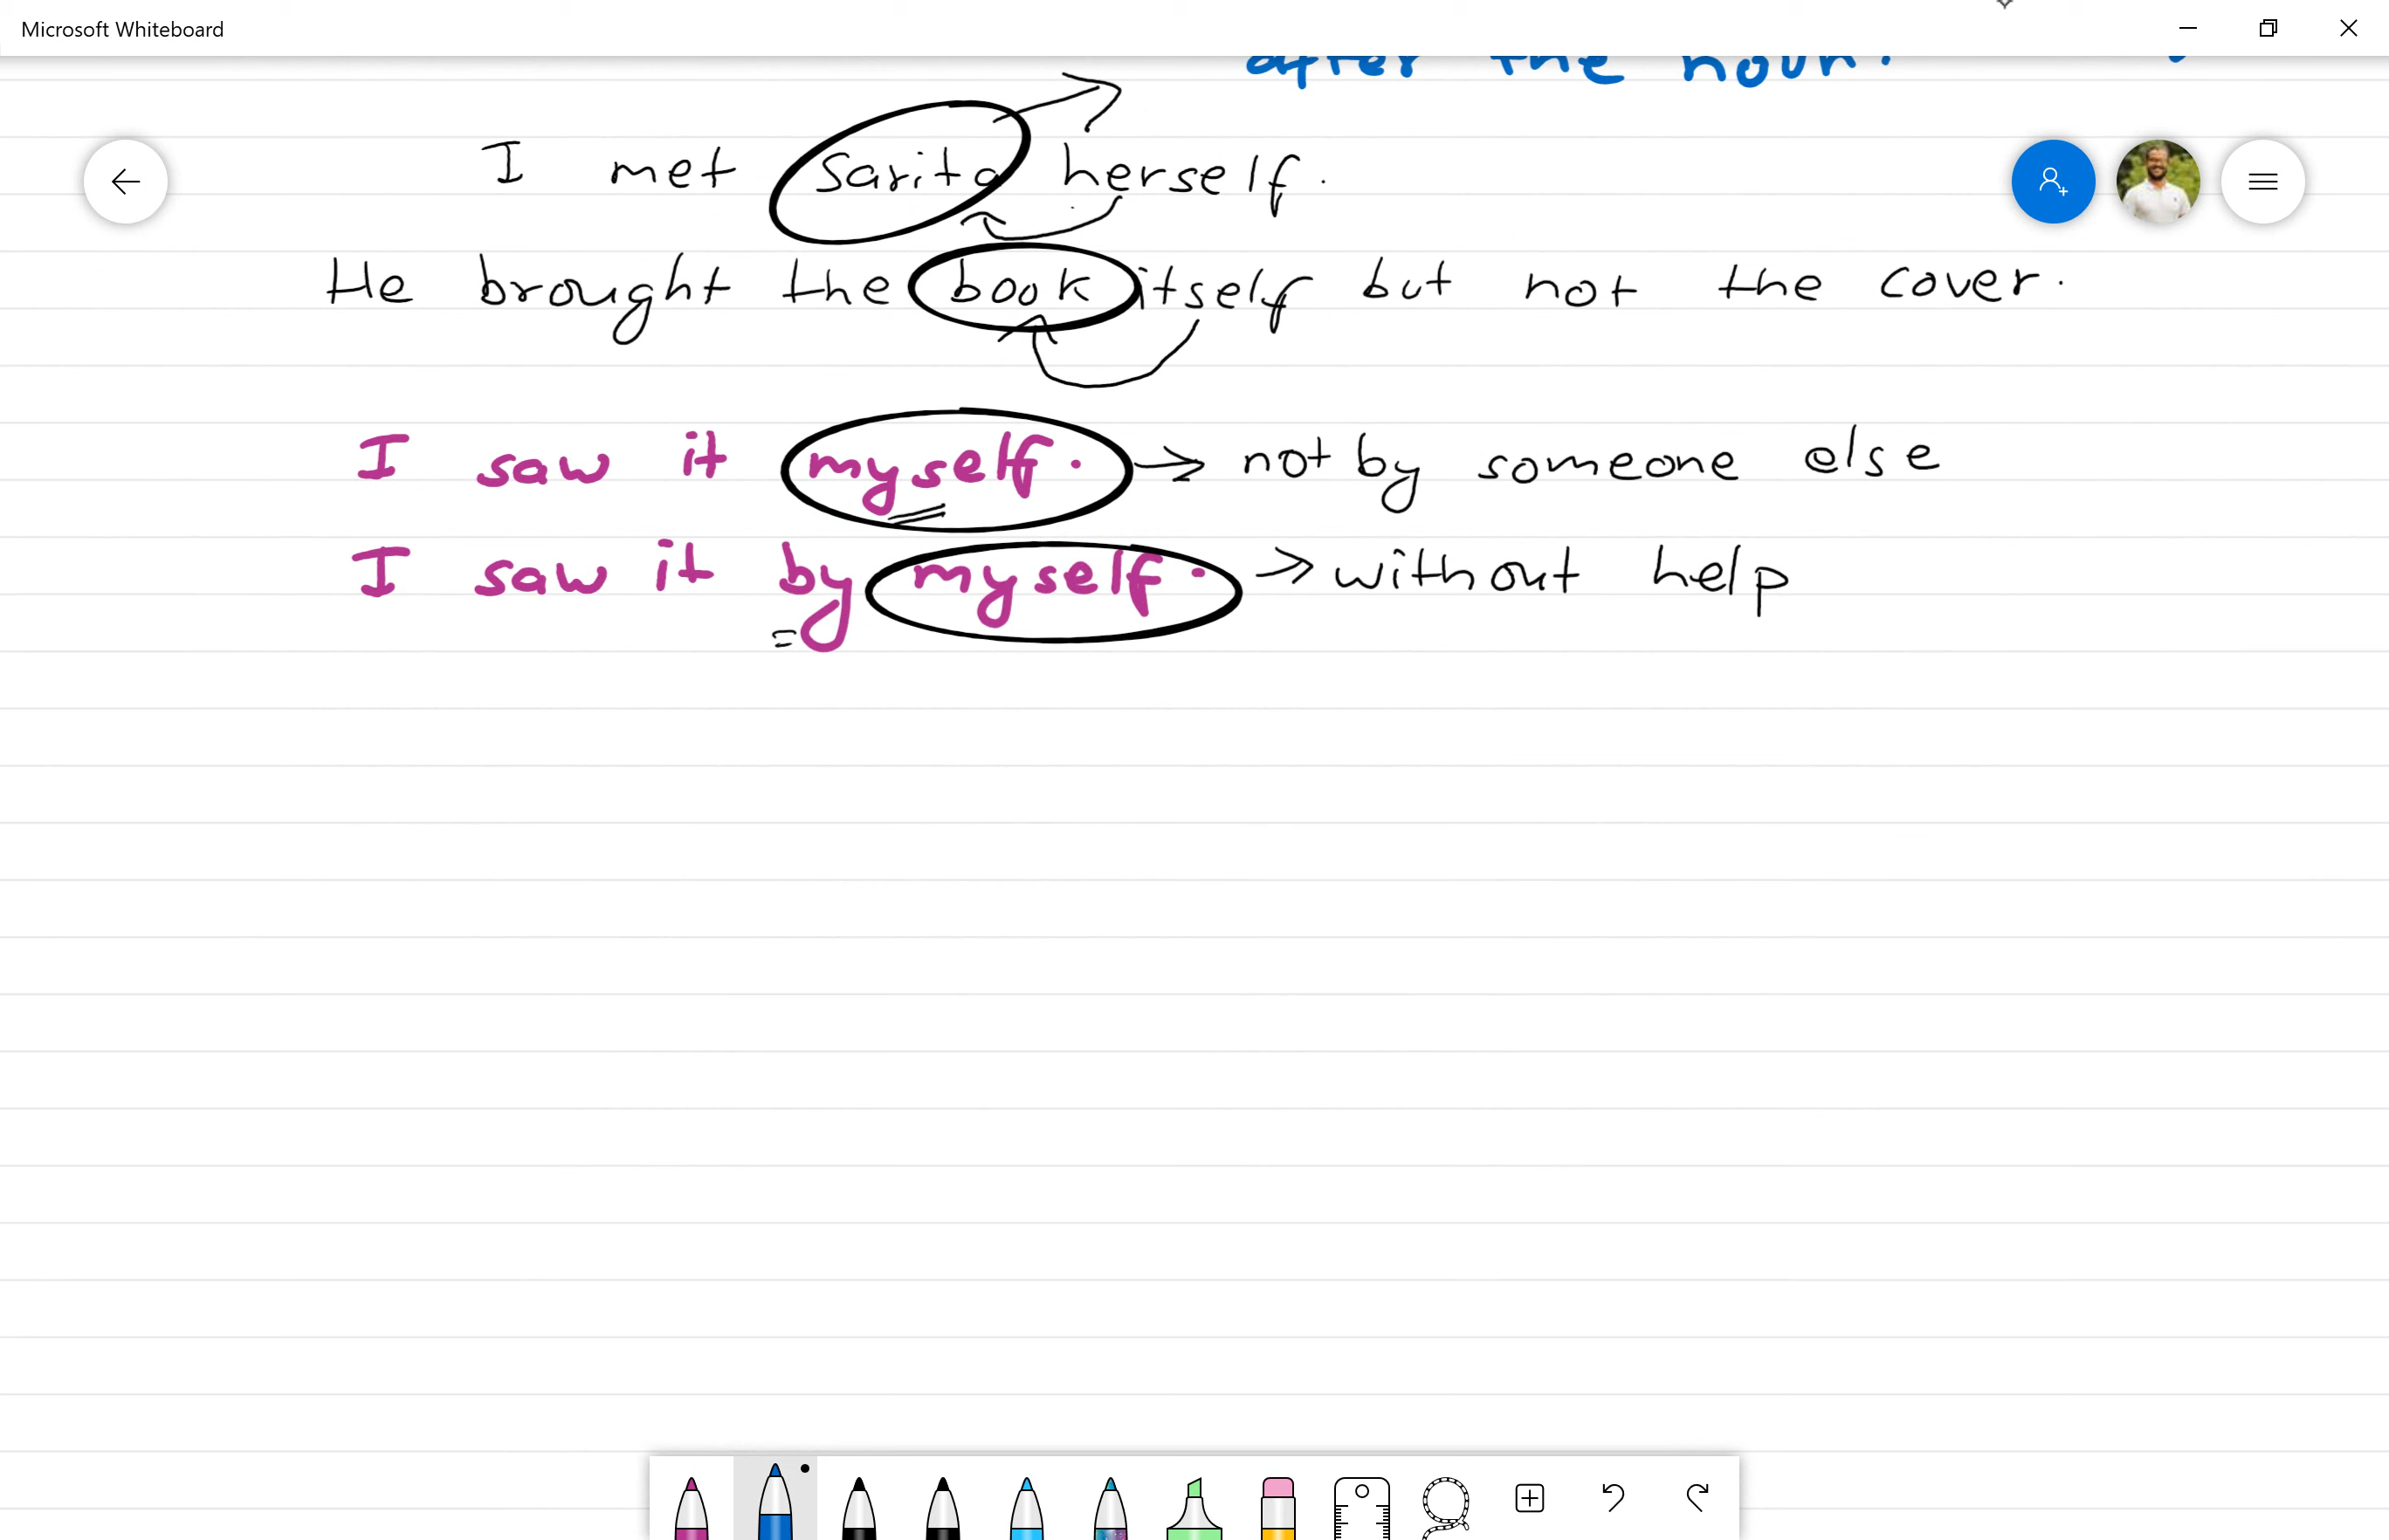 Microsoft Whiteboard
after the noun.
I met Sarita herself.
He brought the book itself but not the cover.
I saw it myself. → not by someone else
I saw it by myself. → without help